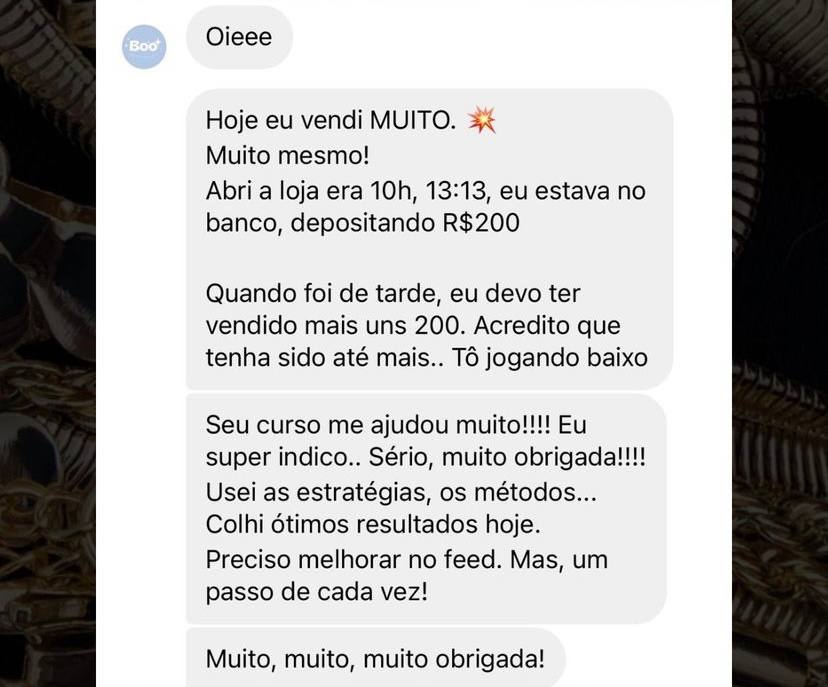 Boo
Oieee
Hoje eu vendi MUITO. 💥
Muito mesmo!
Abri a loja era 10h, 13:13, eu estava no
banco, depositando R$200
Quando foi de tarde, eu devo ter
vendido mais uns 200. Acredito que
tenha sido até mais.. Tô jogando baixo
Seu curso me ajudou muito!!!! Eu
super indico.. Sério, muito obrigada!!!!
Usei as estratégias, os métodos...
Colhi ótimos resultados hoje.
Preciso melhorar no feed. Mas, um
passo de cada vez!
Muito, muito, muito obrigada!